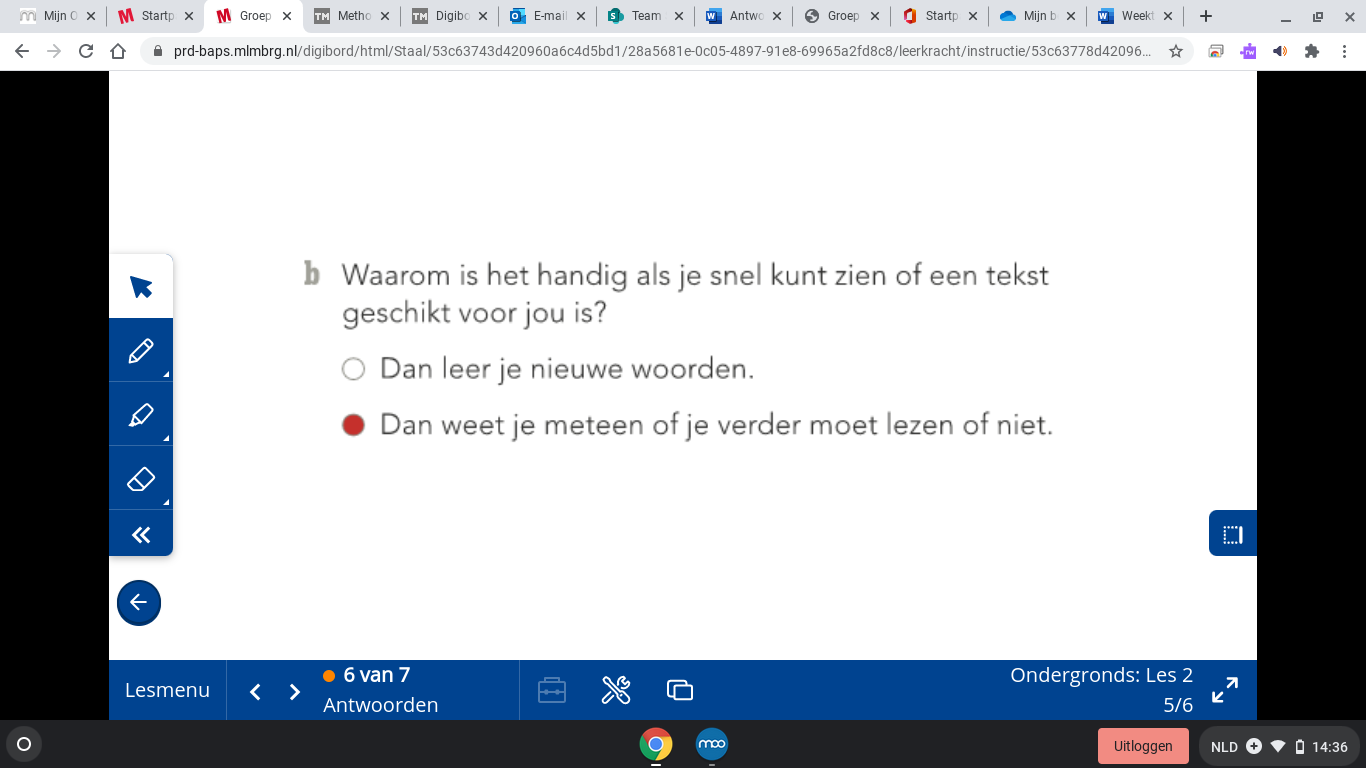 Mijn O
Startp
Groep
Metho
Digibo
E-mail
Team
Antwo
Groep
Startp
Mijn b
Weekt
prd-baps.mlmbrg.nl/digibord/html/Staal/53c63743d420960a6c4d5bd1/28a5681e-0c05-4897-91e8-69965a2fd8c8/leerkracht/instructie/53c63778d42096...
b Waarom is het handig als je snel kunt zien of een tekst
geschikt voor jou is?
Dan leer je nieuwe woorden.
Dan weet je meteen of je verder moet lezen of niet.
Lesmenu
6 van 7
Antwoorden
Ondergronds: Les 2
5/6
moo
Uitloggen
NLD
14:36